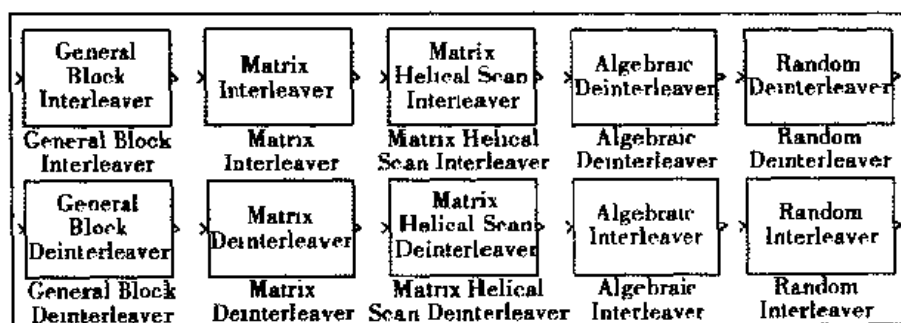 General
Block
Interleaver
Matrix
Interleaver
Matrix
Helical Scan
Interleaver
Algebraic
Deinterleaver
Random
Deinterleaver
General Block
Interleaver
Matrix
Interleaver
Matrix Helical
Scan Interleaver
Algebraic
Deinterleaver
Random
Deinterleaver
General
Block
Deinterleaver
Matrix
Deinterleaver
Matrix
Helical Scan
Deinterleaver
Algebraic
Interleaver
Random
Interleaver
General Block
Deinterleaver
Matrix
Deinterleaver
Matrix Helical
Scan Deinterleaver
Algebraic
Interleaver
Random
Interleaver